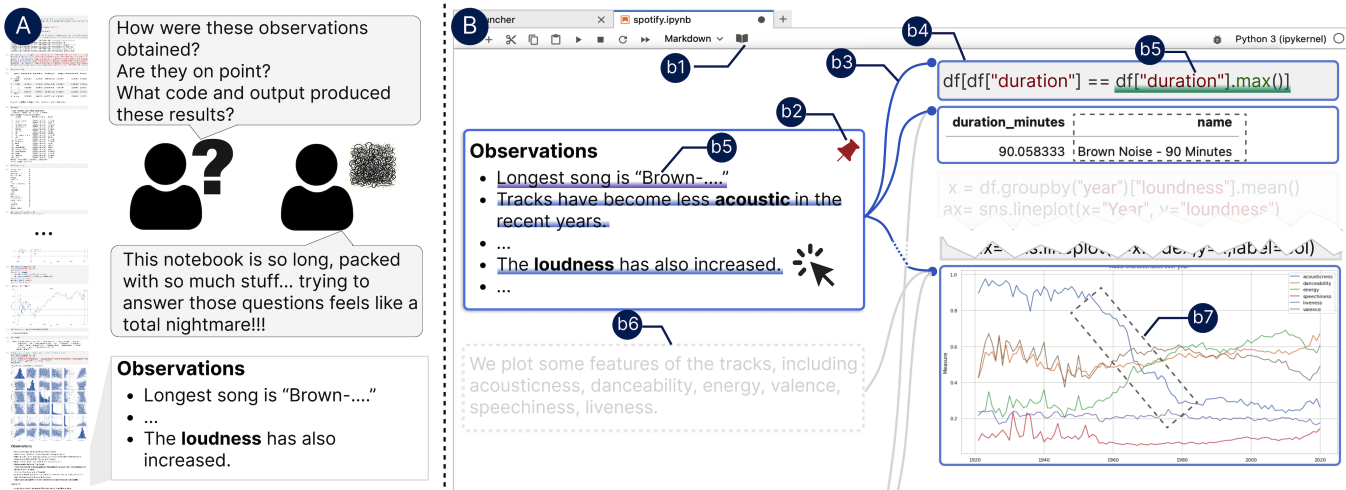 A
How were these observations
obtained?
Are they on point?
What code and output produced
these results?
?
...
This notebook is so long, packed
with so much stuff... trying to
answer those questions feels like a
total nightmare!!!
Observations
• Longest song is “Brown-....”
• ...
• The loudness has also
increased.
B
uncher
spotify.ipynb
Markdown
Python 3 (ipykernel)
b1
b2
b3
b4
b5
Observations
b5
• Longest song is “Brown-....”
• Tracks have become less acoustic in the
recent years.
• ...
• The loudness has also increased.
• ...
b6
We plot some features of the tracks, including
acousticness, danceability, energy, valence,
speechiness, liveness.
df[df["duration"] == df["duration"].max()]
duration_minutes name
90.058333 Brown Noise - 90 Minutes
x = df.groupby("year")["loundness"].mean()
ax= sns.lineplot(x="Year", y="loundness")
b7
acousticness
danceability
energy
speechiness
liveness
valence
Measure
1.0
0.8
0.6
0.4
0.2
1920 1940 1960 1980 2000 2020